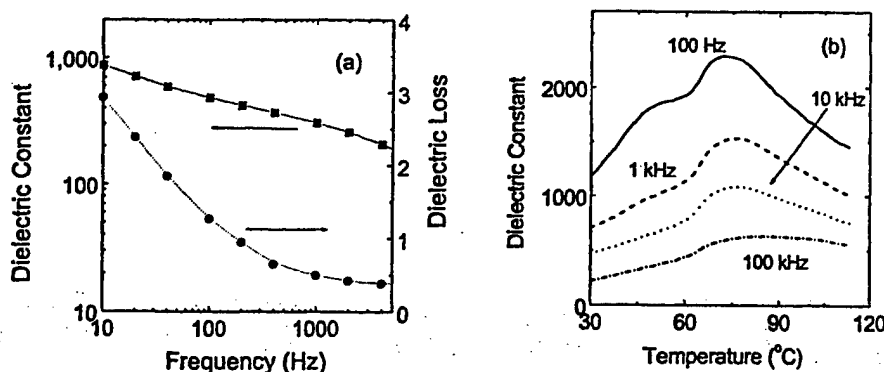 (a)
1,000
100
10
Dielectric Constant
4
3
2
1
0
Dielectric Loss
10
100
1000
Frequency (Hz)
(b)
100 Hz
10 kHz
1 kHz
100 kHz
2000
1000
0
Dielectric Constant
30
60
90
120
Temperature (°C)